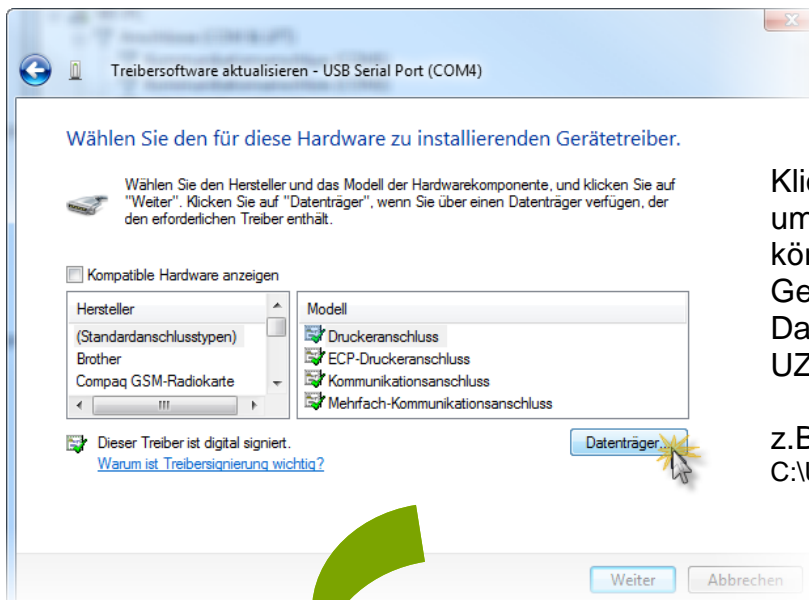 Treibersoftware aktualisieren - USB Serial Port (COM4)
Wählen Sie den für diese Hardware zu installierenden Gerätetreiber.
Wählen Sie den Hersteller und das Modell der Hardwarekomponente, und klicken Sie auf
"Weiter". Klicken Sie auf "Datenträger", wenn Sie über einen Datenträger verfügen, der
den erforderlichen Treiber enthält.
Kompatible Hardware anzeigen
Hersteller
(Standardanschlusstypen)
Brother
Compaq GSM-Radiokarte
Modell
Druckeranschluss
ECP-Druckeranschluss
Kommunikationsanschluss
Mehrfach-Kommunikationsanschluss
Dieser Treiber ist digital signiert.
Warum ist Treibersignierung wichtig?
Datenträger...
Weiter
Abbrechen
um
z.B